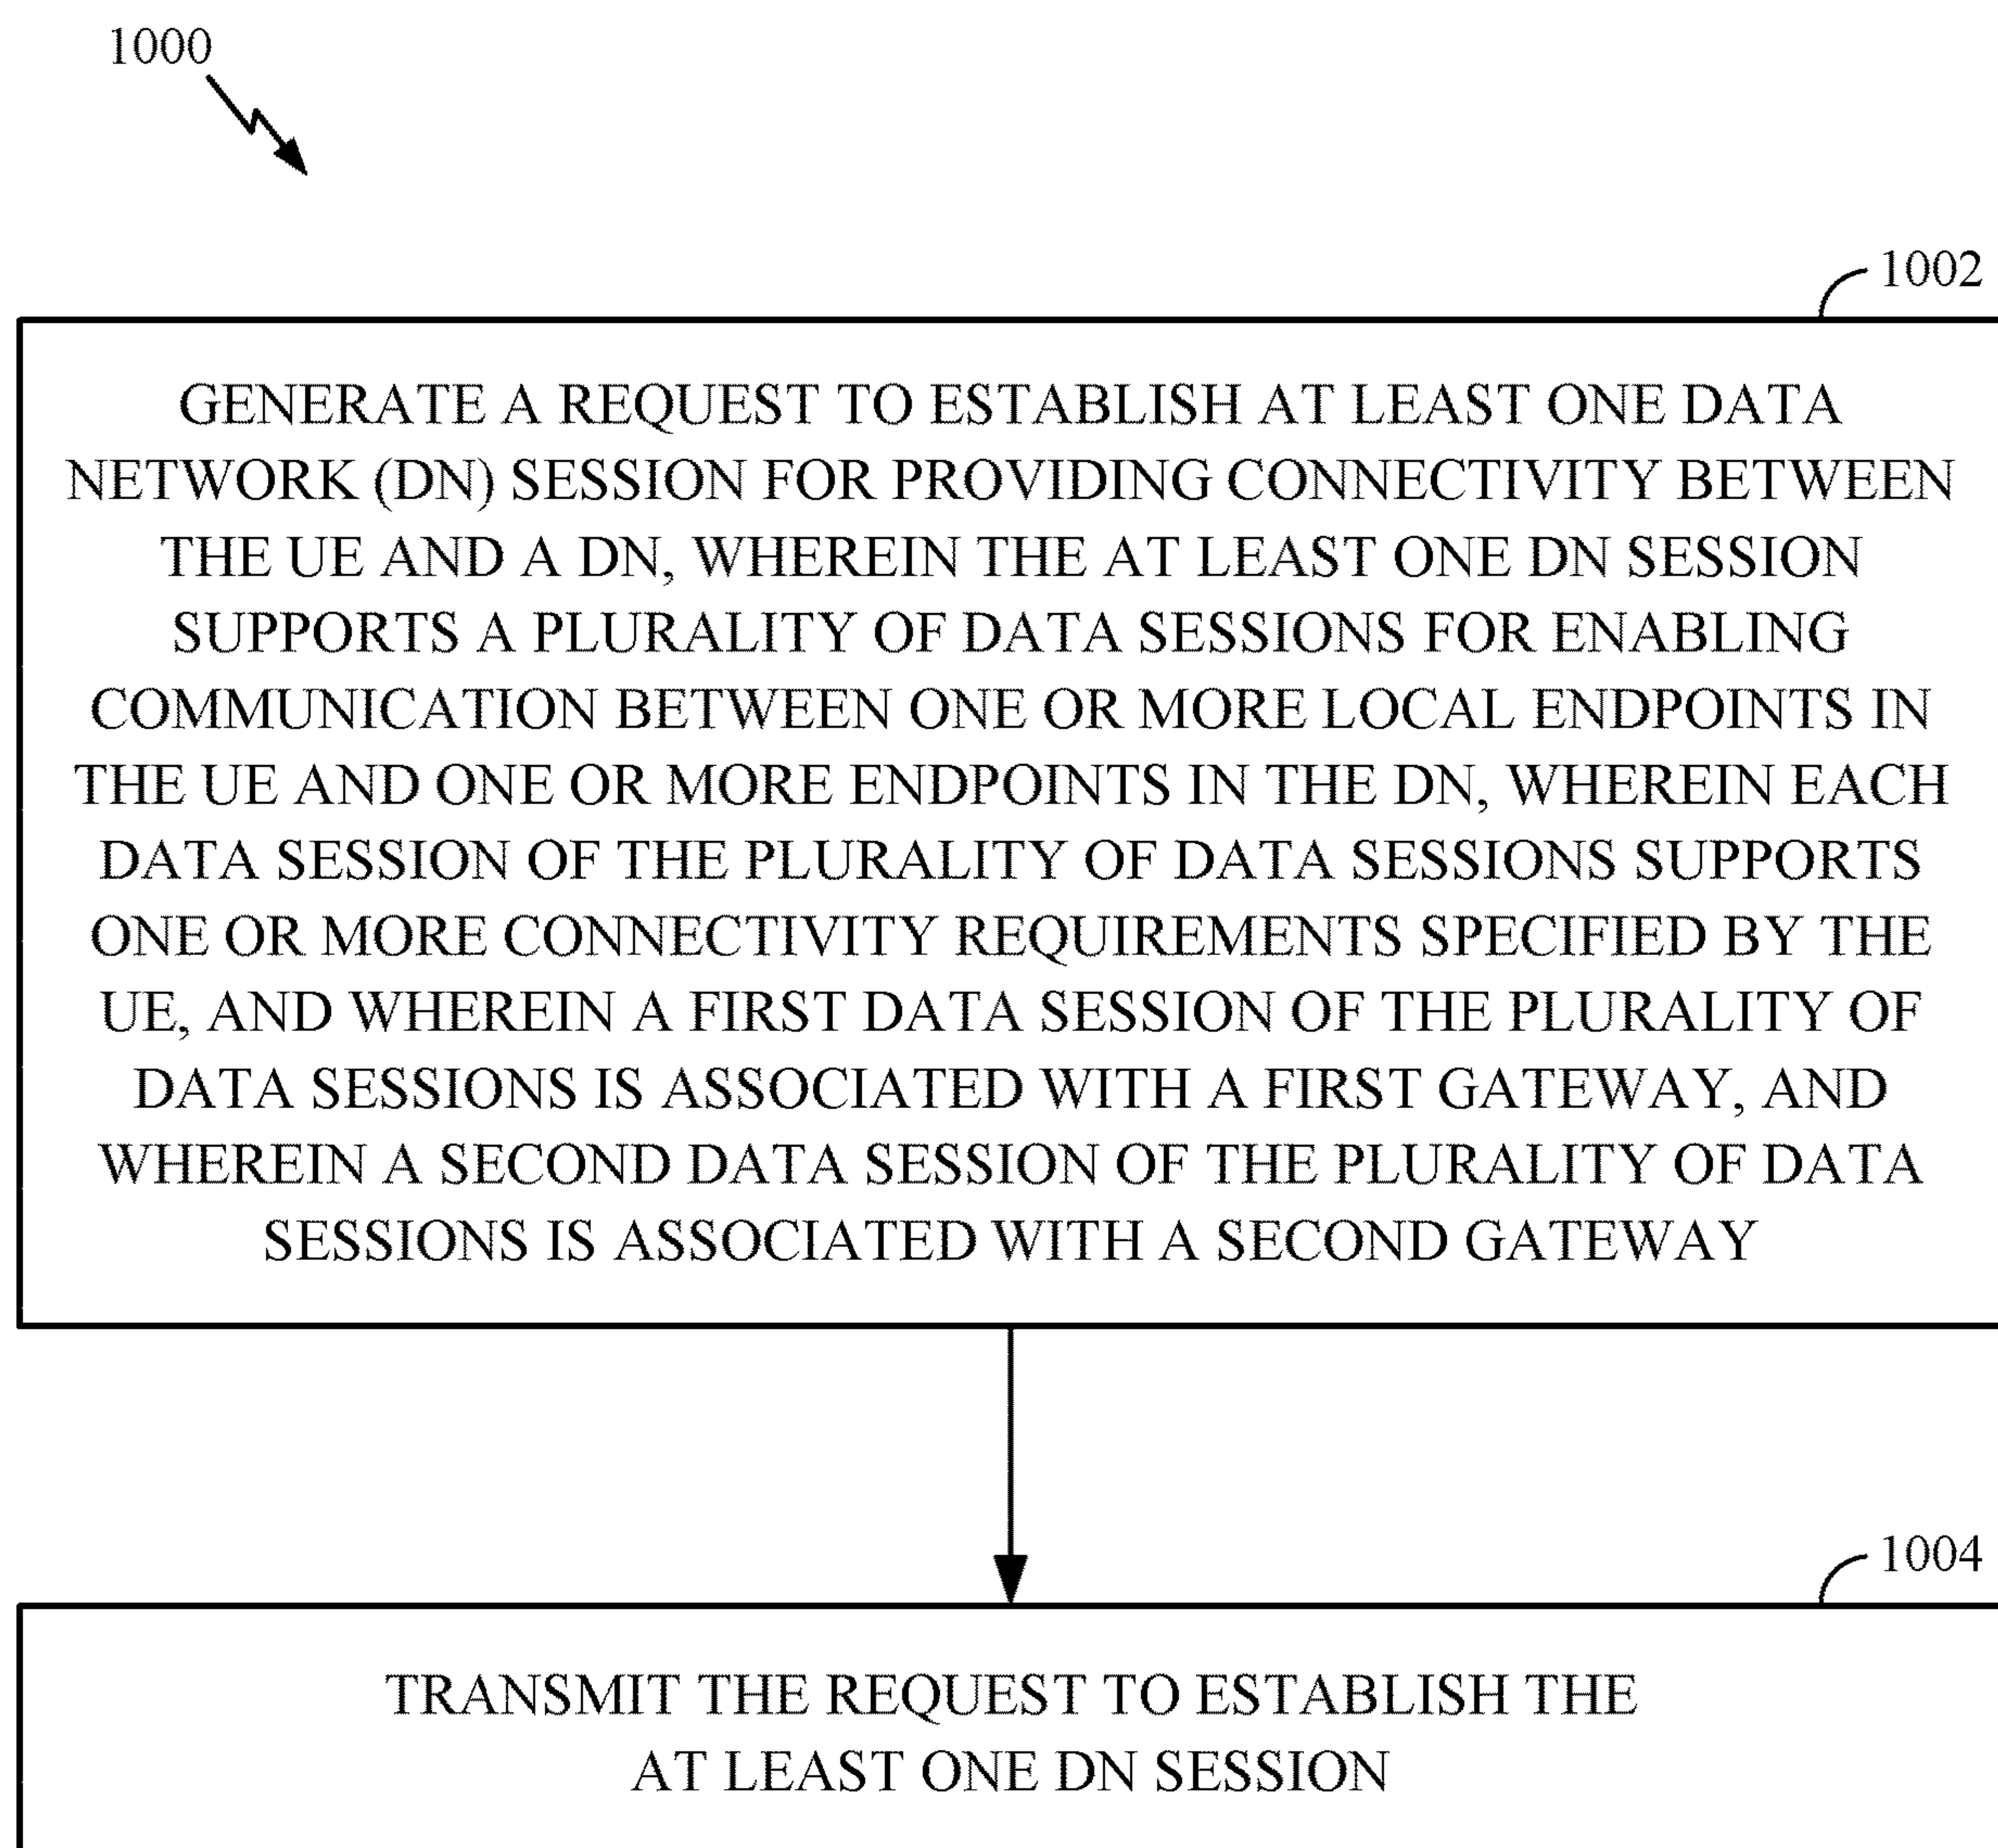 1000
1002
GENERATE A REQUEST TO ESTABLISH AT LEAST ONE DATA
NETWORK (DN) SESSION FOR PROVIDING CONNECTIVITY BETWEEN
THE UE AND A DN, WHEREIN THE AT LEAST ONE DN SESSION
SUPPORTS A PLURALITY OF DATA SESSIONS FOR ENABLING
COMMUNICATION BETWEEN ONE OR MORE LOCAL ENDPOINTS IN
THE UE AND ONE OR MORE ENDPOINTS IN THE DN, WHEREIN EACH
DATA SESSION OF THE PLURALITY OF DATA SESSIONS SUPPORTS
ONE OR MORE CONNECTIVITY REQUIREMENTS SPECIFIED BY THE
UE, AND WHEREIN A FIRST DATA SESSION OF THE PLURALITY OF
DATA SESSIONS IS ASSOCIATED WITH A FIRST GATEWAY, AND
WHEREIN A SECOND DATA SESSION OF THE PLURALITY OF DATA
SESSIONS IS ASSOCIATED WITH A SECOND GATEWAY
1004
TRANSMIT THE REQUEST TO ESTABLISH THE
AT LEAST ONE DN SESSION